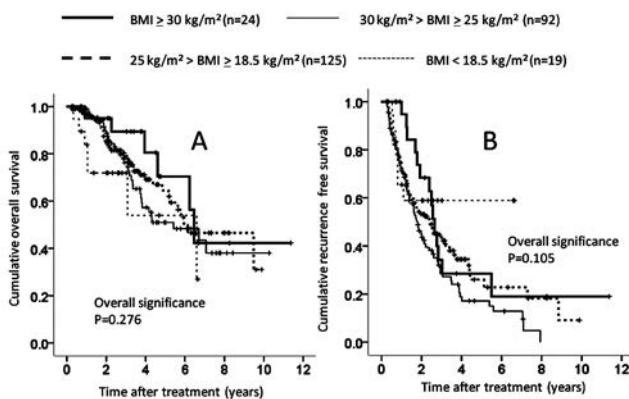 BMI ≥ 30 kg/m² (n=24) 30 kg/m² > BMI ≥ 25 kg/m² (n=92)
25 kg/m² > BMI ≥ 18.5 kg/m² (n=125) BMI < 18.5 kg/m² (n=19)
A
B
Cumulative overall survival
1.0
0.8
0.6
0.4
0.2
0.0
Overall significance
P=0.276
0 2 4 6 8 10 12
Time after treatment (years)
Cumulative recurrence free survival
1.0
0.8
0.6
0.4
0.2
0.0
Overall significance
P=0.105
0 2 4 6 8 10 12
Time after treatment (years)